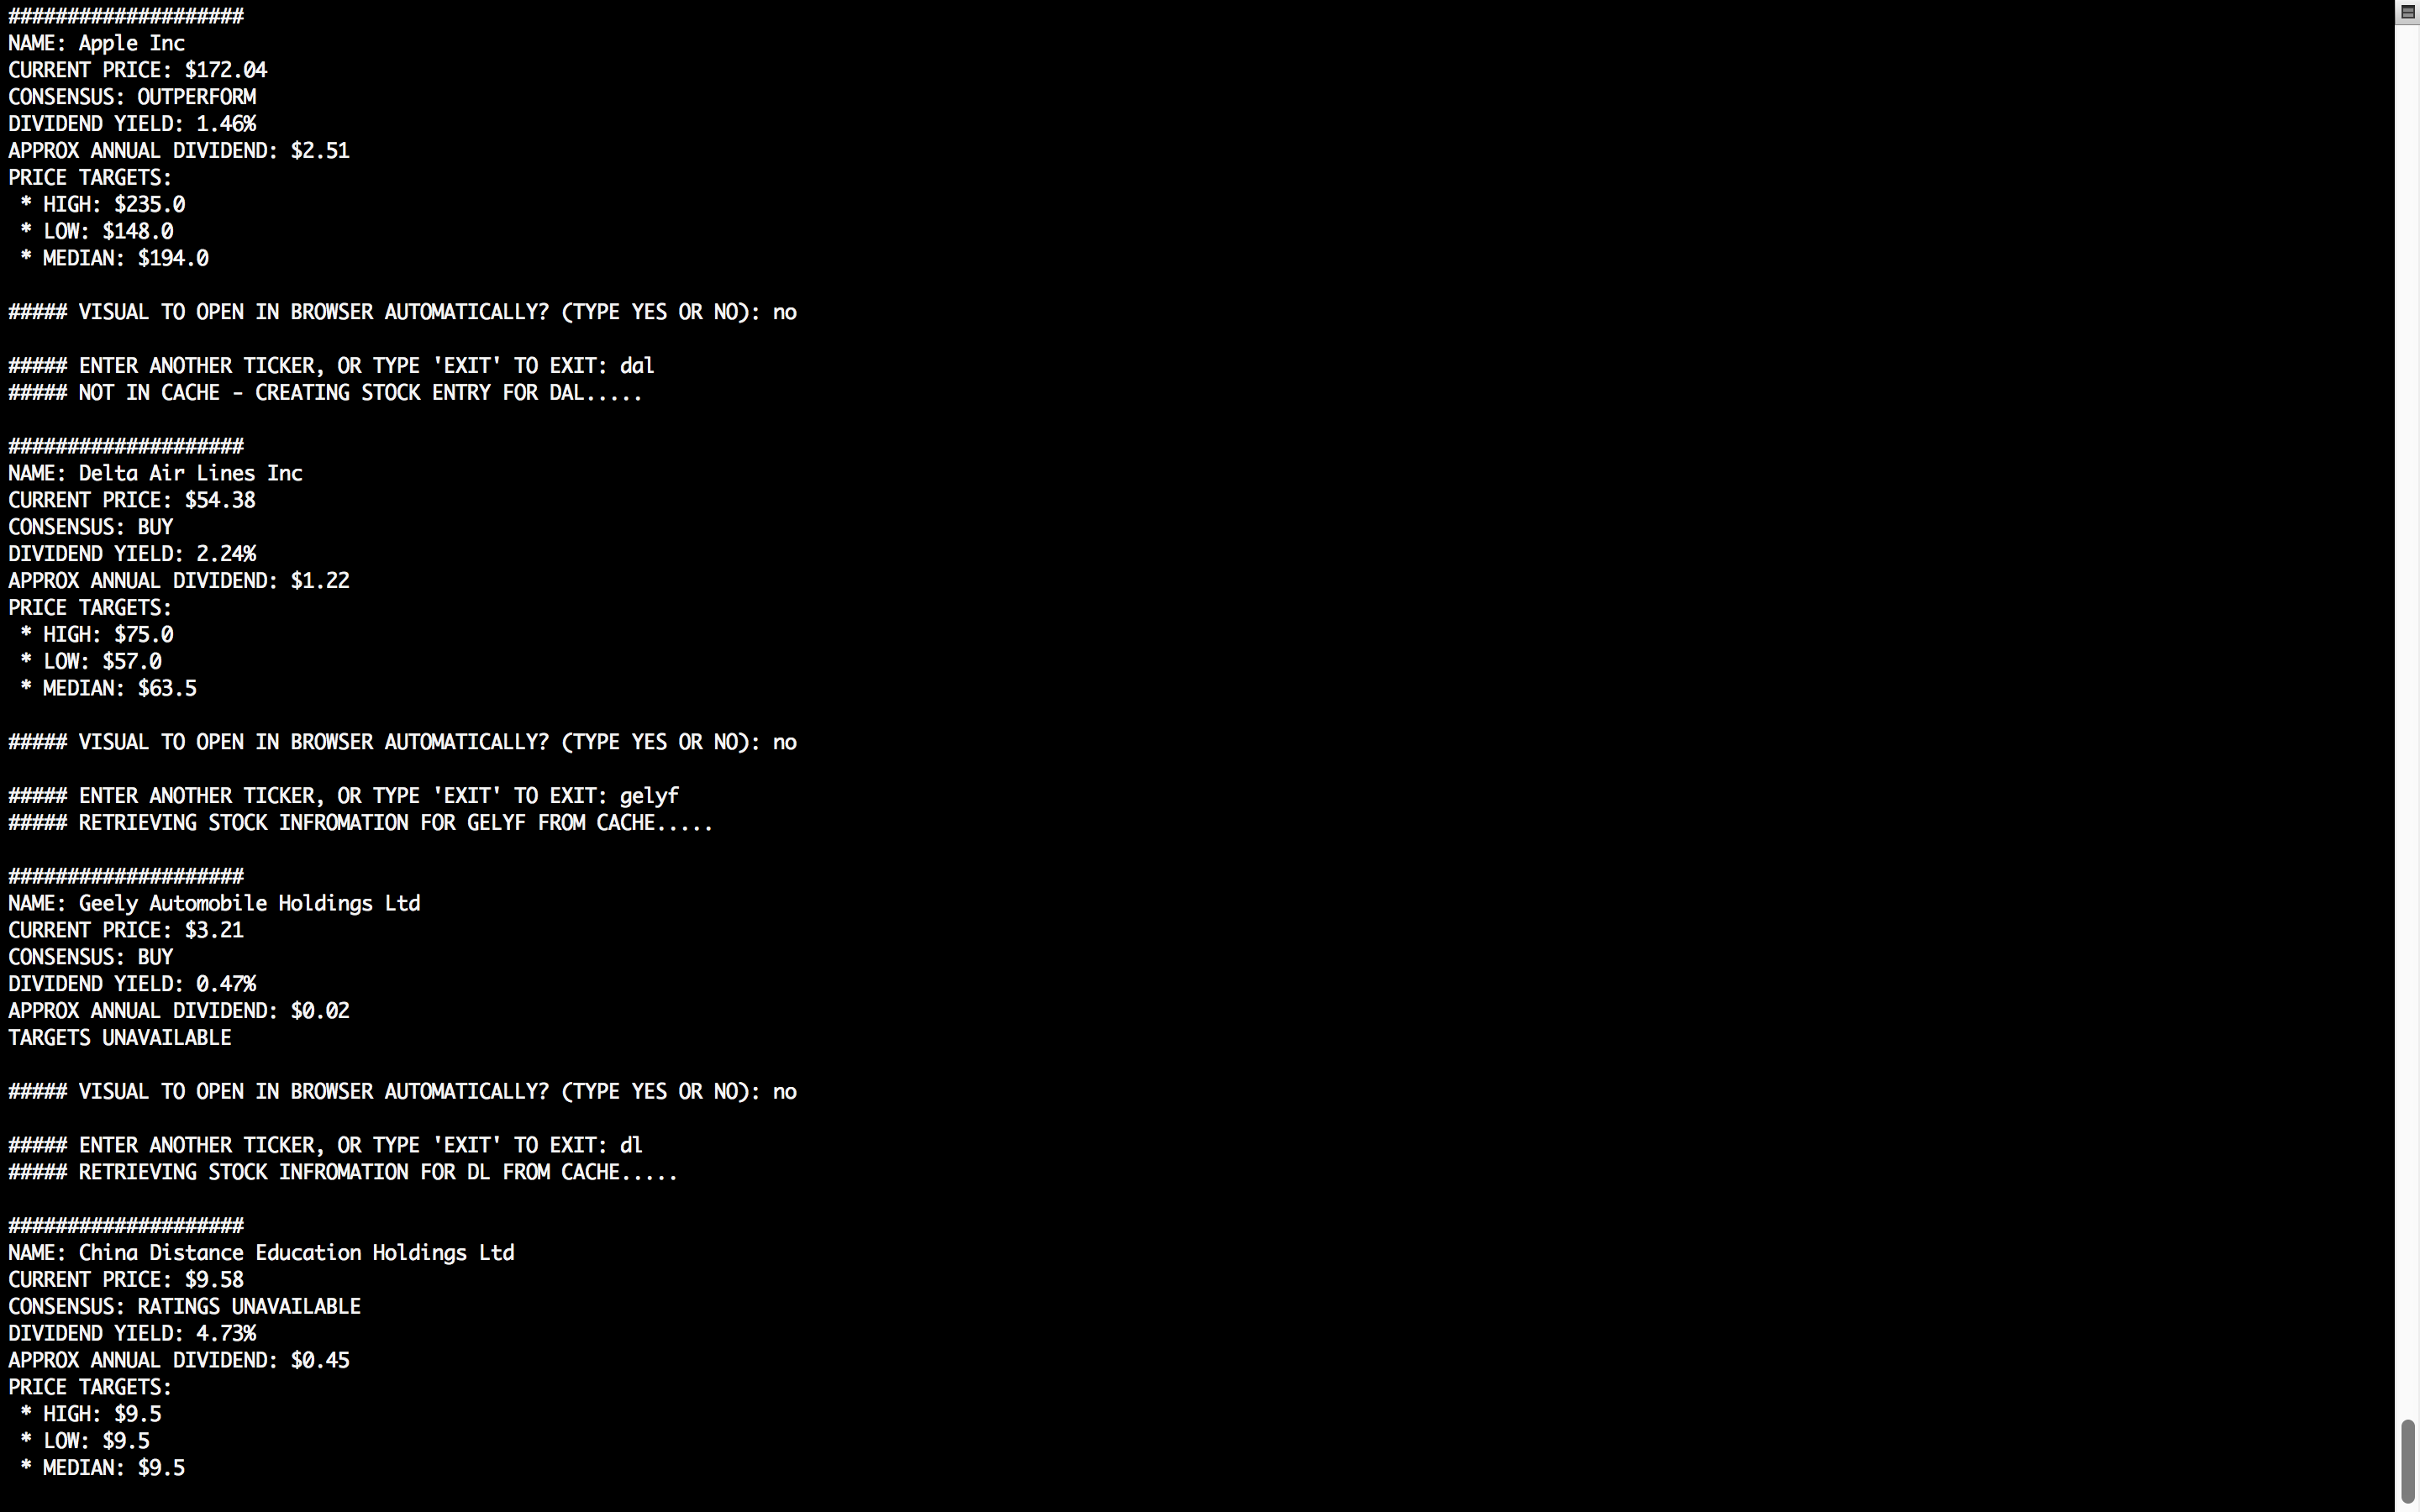 ####################
NAME: Apple Inc
CURRENT PRICE: $172.04
CONSENSUS: OUTPERFORM
DIVIDEND YIELD: 1.46%
APPROX ANNUAL DIVIDEND: $2.51
PRICE TARGETS:
 * HIGH: $235.0
 * LOW: $148.0
 * MEDIAN: $194.0

##### VISUAL TO OPEN IN BROWSER AUTOMATICALLY? (TYPE YES OR NO): no

##### ENTER ANOTHER TICKER, OR TYPE 'EXIT' TO EXIT: dal
##### NOT IN CACHE - CREATING STOCK ENTRY FOR DAL.....

####################
NAME: Delta Air Lines Inc
CURRENT PRICE: $54.38
CONSENSUS: BUY
DIVIDEND YIELD: 2.24%
APPROX ANNUAL DIVIDEND: $1.22
PRICE TARGETS:
 * HIGH: $75.0
 * LOW: $57.0
 * MEDIAN: $63.5

##### VISUAL TO OPEN IN BROWSER AUTOMATICALLY? (TYPE YES OR NO): no

##### ENTER ANOTHER TICKER, OR TYPE 'EXIT' TO EXIT: gelyf
##### RETRIEVING STOCK INFROMATION FOR GELYF FROM CACHE.....

####################
NAME: Geely Automobile Holdings Ltd
CURRENT PRICE: $3.21
CONSENSUS: BUY
DIVIDEND YIELD: 0.47%
APPROX ANNUAL DIVIDEND: $0.02
TARGETS UNAVAILABLE

##### VISUAL TO OPEN IN BROWSER AUTOMATICALLY? (TYPE YES OR NO): no

##### ENTER ANOTHER TICKER, OR TYPE 'EXIT' TO EXIT: dl
##### RETRIEVING STOCK INFROMATION FOR DL FROM CACHE.....

####################
NAME: China Distance Education Holdings Ltd
CURRENT PRICE: $9.58
CONSENSUS: RATINGS UNAVAILABLE
DIVIDEND YIELD: 4.73%
APPROX ANNUAL DIVIDEND: $0.45
PRICE TARGETS:
 * HIGH: $9.5
 * LOW: $9.5
 * MEDIAN: $9.5